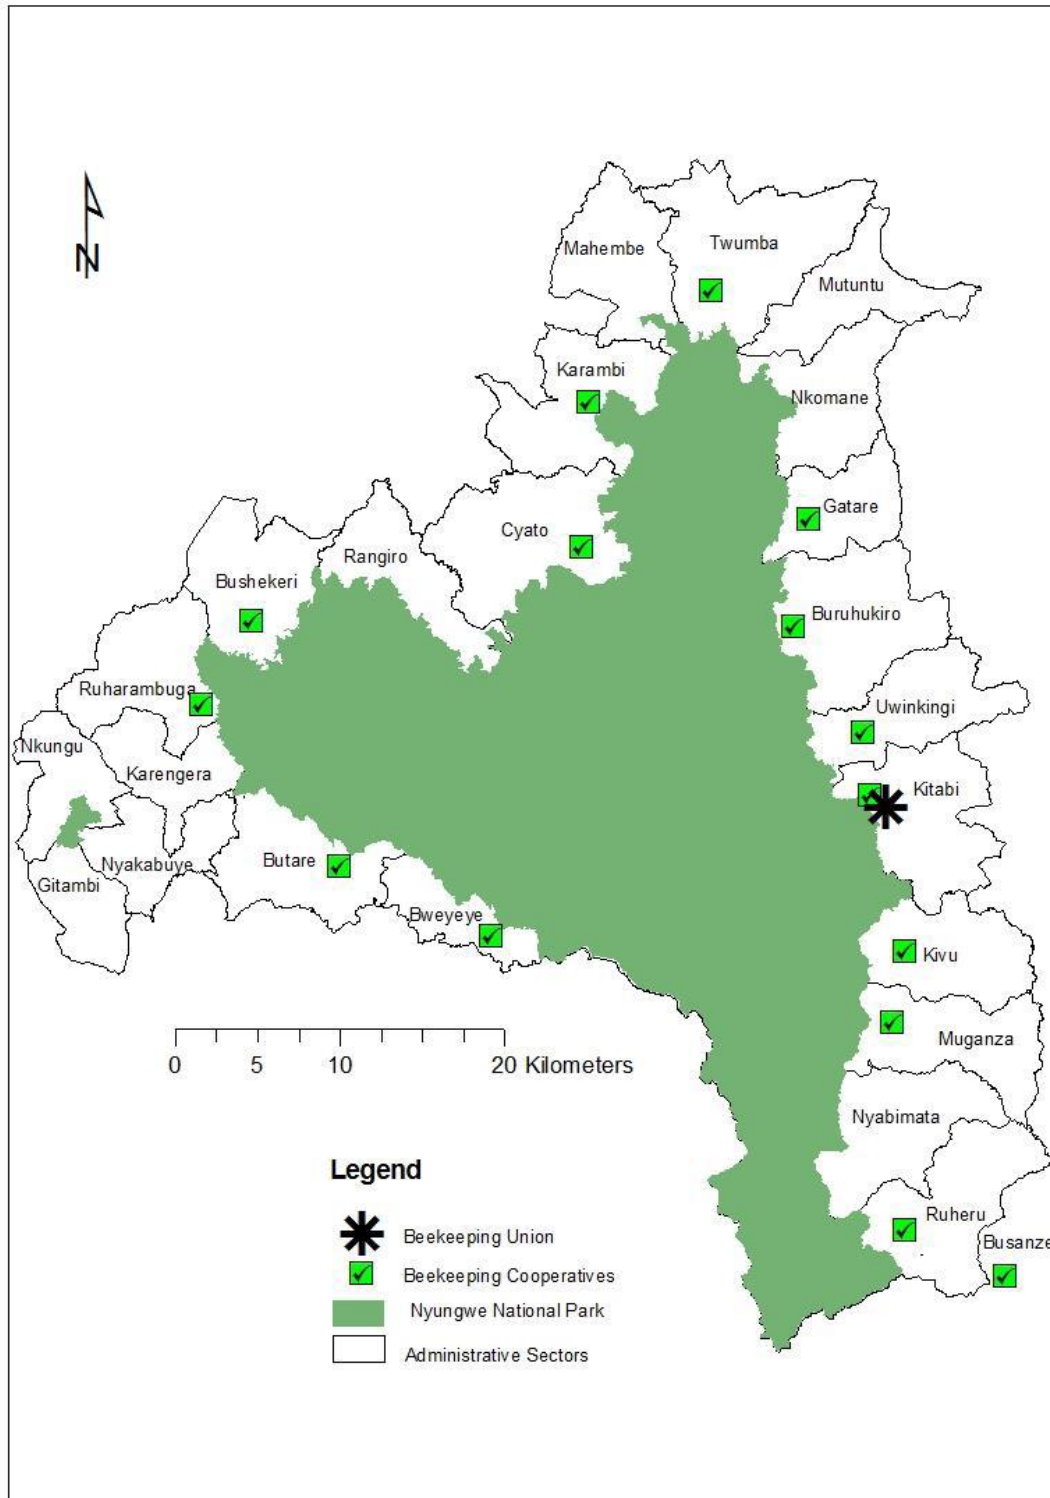 N
Mahembe
Twumba
Mutuntu
Karambi
Nkomane
Gatare
Cyato
Rangiro
Bushekeri
Buruhukiro
Ruharambuga
Uwinkingi
Nkungu
Karengera
Kitabi
Butare
Nyakabuye
Gitambi
Bweyeye
Kivu
Muganza
0 5 10 20 Kilometers
Nyabimata
Legend
Ruheru
Beekeeping Union
Busanze
Beekeeping Cooperatives
Nyungwe National Park
Administrative Sectors